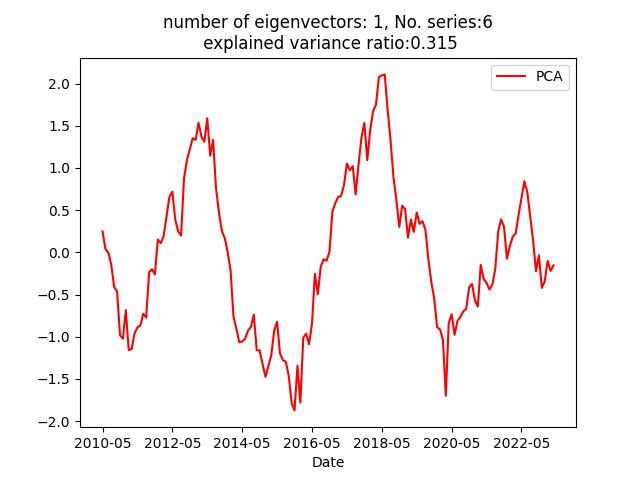 number of eigenvectors: 1, No. series:6
explained variance ratio:0.315
PCA
2.0
1.5
1.0
0.5
0.0
−0.5
−1.0
−1.5
−2.0
2010-05 2012-05 2014-05 2016-05 2018-05 2020-05 2022-05
Date